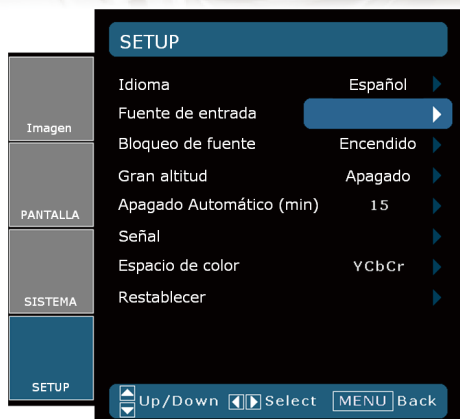 SETUP
Imagen
PANTALLA
SISTEMA
SETUP
Idioma Español
Fuente de entrada
Bloqueo de fuente Encendido
Gran altitud Apagado
Apagado Automático (min) 15
Señal
Espacio de color YCbCr
Restablecer
Up/Down Select MENU Back